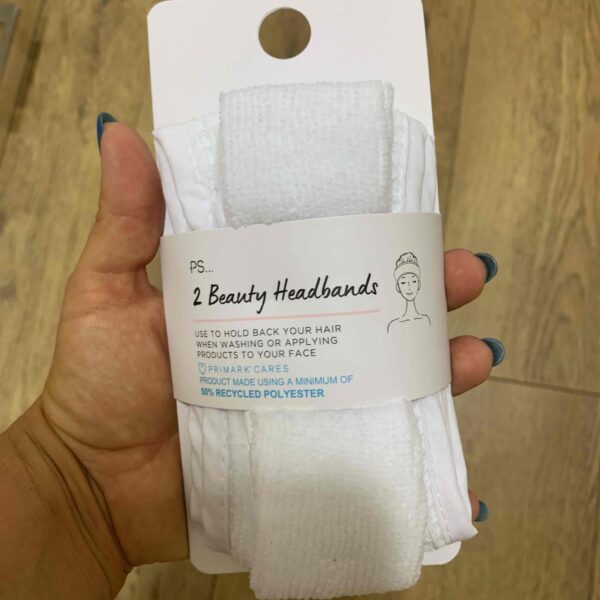 PS...
2 Beauty Headbands
USE TO HOLD BACK YOUR HAIR
WHEN WASHING OR APPLYING
PRODUCTS TO YOUR FACE
PRIMARK CARES
PRODUCT MADE USING A MINIMUM OF
50% RECYCLED POLYESTER